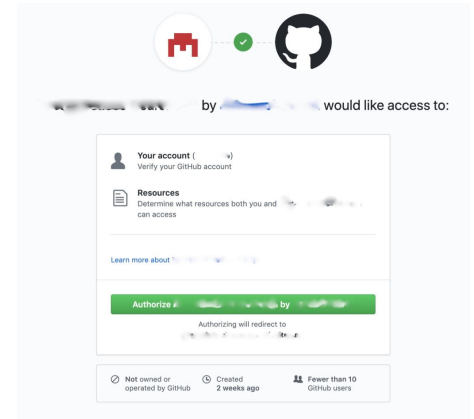 by would like access to:
Your account ( )
Verify your GitHub account
Resources
Determine what resources both you and
can access
Learn more about
Authorize by
Authorizing will redirect to
Not owned or
operated by GitHub
Created
2 weeks ago
Fewer than 10
GitHub users